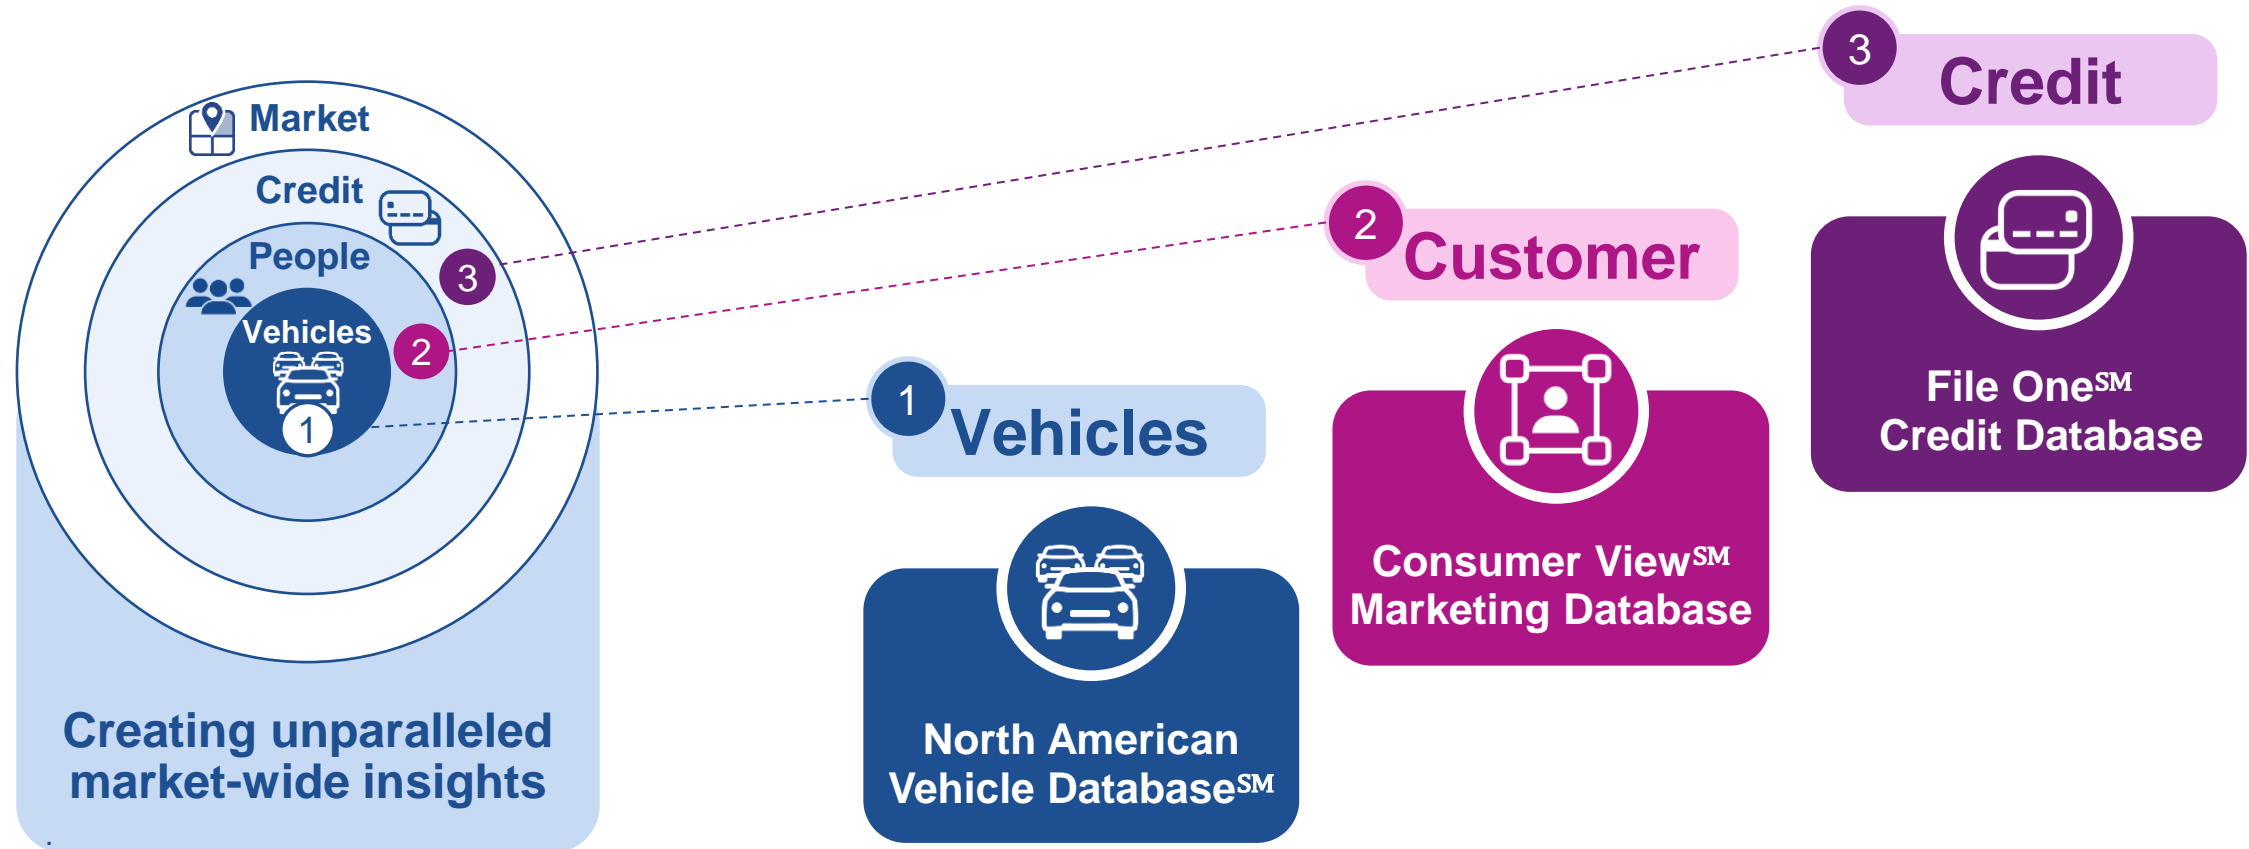 Market
Credit
People
Vehicles
1
2
3
Creating unparalleled
market-wide insights
.
1
Vehicles
North American
Vehicle Database℠
2
Customer
Consumer View℠
Marketing Database
3
Credit
File One℠
Credit Database